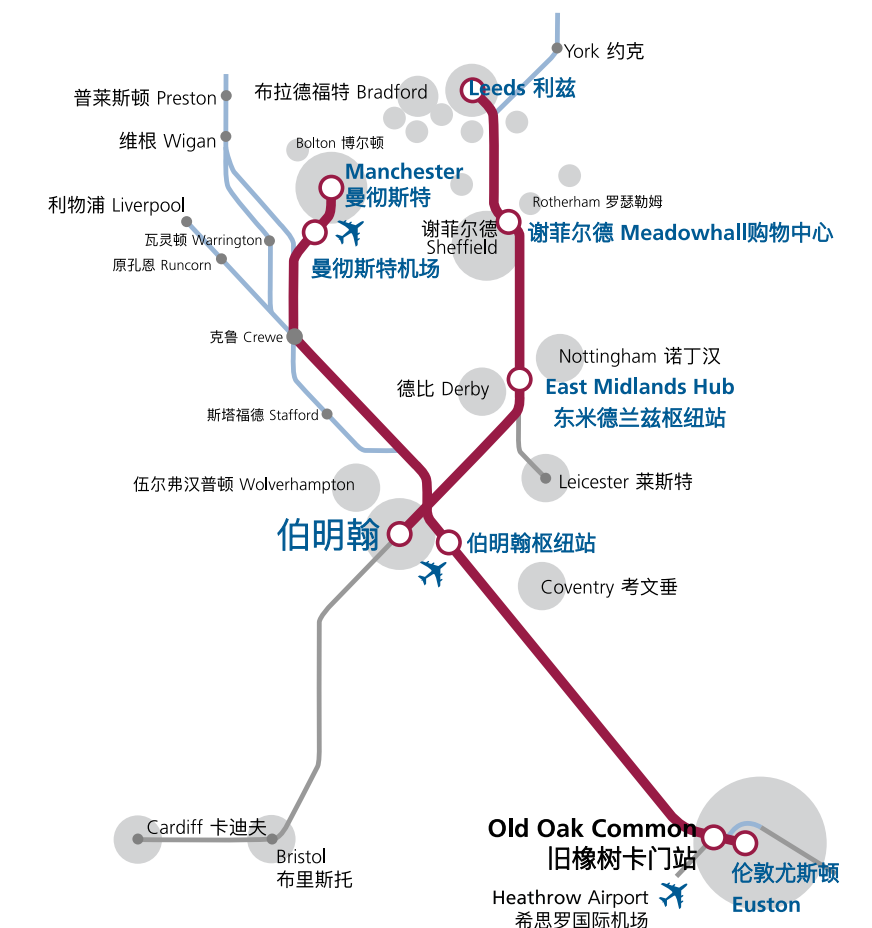 York 约克
Leeds 利兹
布拉德福特 Bradford
普莱斯顿 Preston
维根 Wigan
Bolton 博尔顿
Manchester
曼彻斯特
利物浦 Liverpool
Rotherham 罗瑟勒姆
谢菲尔德
Sheffield
谢菲尔德 Meadowhall购物中心
瓦灵顿 Warrington
原孔恩 Runcorn
曼彻斯特机场
克鲁 Crewe
Nottingham 诺丁汉
德比 Derby
East Midlands Hub
东米德兰兹枢纽站
斯塔福德 Stafford
伍尔弗汉普顿 Wolverhampton
Leicester 莱斯特
伯明翰
伯明翰枢纽站
Coventry 考文垂
Cardiff 卡迪夫
Bristol
布里斯托
Old Oak Common
旧橡树卡门站
伦敦尤斯顿
Euston
Heathrow Airport
希思罗国际机场